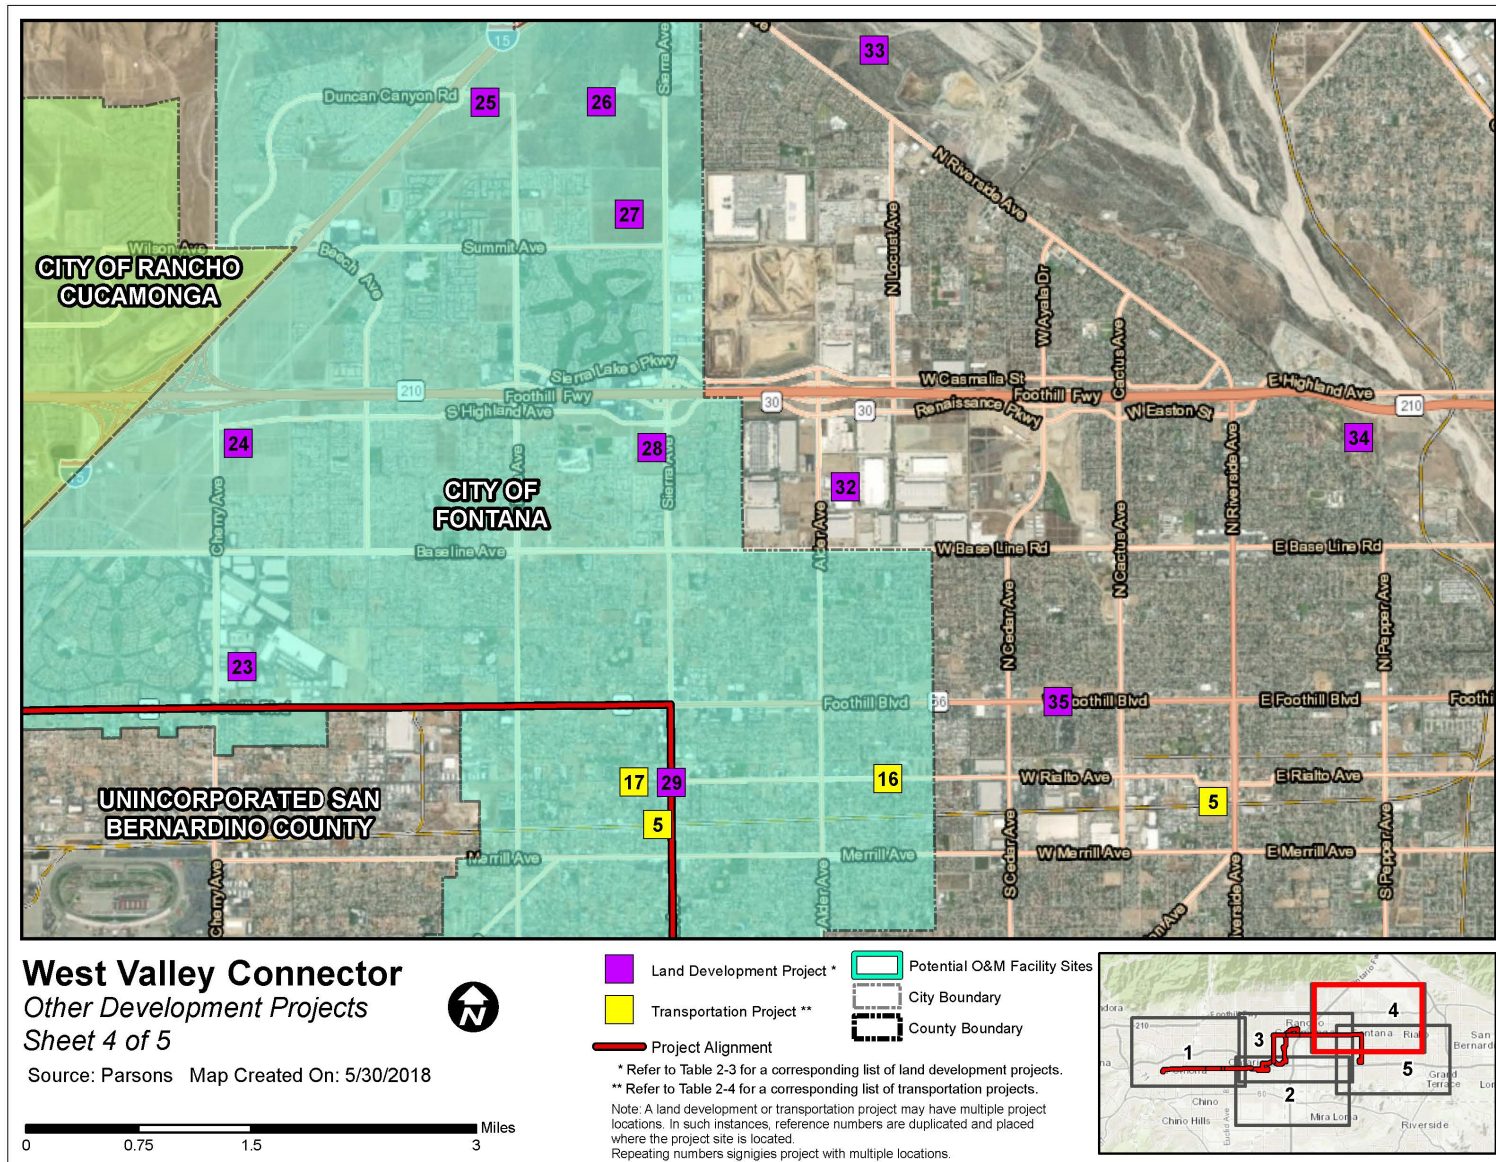 15
Sierra Ave
33
Duncan Canyon Rd
25
26
N Riverside Ave
27
N Locust Ave
Wilson Ave
Beech Ave
Summit Ave
CITY OF RANCHO
CUCAMONGA
W Ayala Dr
Cactus Ave
Sierra Lakes Pkwy
W Casmalia St
E Highland Ave
210
Foothill Fwy
30
Foothill Fwy
210
S Highland Ave
30
Renaissance Pkwy
W Easton St
24
28
34
Sierra Ave
N Riverside Ave
CITY OF
FONTANA
32
Cherry Ave
Alder Ave
N Cactus Ave
Baseline Ave
W Base Line Rd
E Base Line Rd
N Cedar Ave
N Pepper Ave
23
Foothill Blvd
66
35
E Foothill Blvd
17
29
16
W Rialto Ave
E Rialto Ave
UNINCORPORATED SAN
BERNARDINO COUNTY
5
5
Merrill Ave
Merrill Ave
W Merrill Ave
E Merrill Ave
Cherry Ave
Alder Ave
S Cedar Ave
S Pepper Ave
West Valley Connector
Other Development Projects
Sheet 4 of 5
Source: Parsons Map Created On: 5/30/2018
N
0 0.75 1.5 3 Miles
Land Development Project *
Transportation Project **
Project Alignment
Potential O&M Facility Sites
City Boundary
County Boundary
* Refer to Table 2-3 for a corresponding list of land development projects.
** Refer to Table 2-4 for a corresponding list of transportation projects.
Note: A land development or transportation project may have multiple project
locations. In such instances, reference numbers are duplicated and placed
where the project site is located.
Repeating numbers signigies project with multiple locations.
210
1
3
4
2
5
Chino
Chino Hills
Mira Loma
Riverside
Grand
Terrace
San